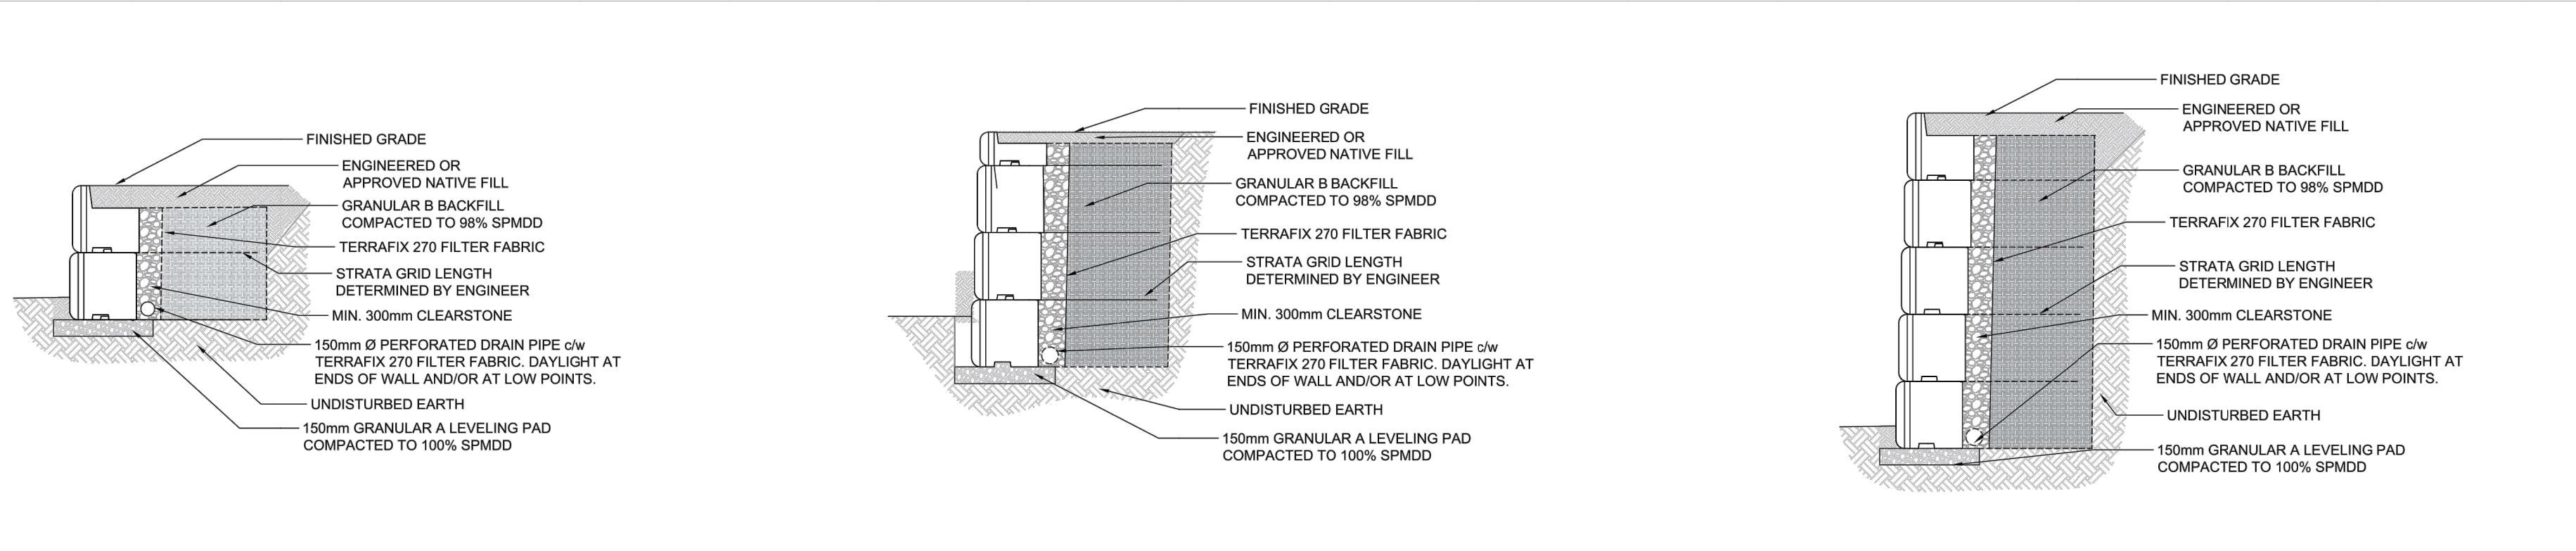 FINISHED GRADE
ENGINEERED OR
APPROVED NATIVE FILL
GRANULAR B BACKFILL
COMPACTED TO 98% SPMDD
TERRAFIX 270 FILTER FABRIC
STRATA GRID LENGTH
DETERMINED BY ENGINEER
MIN. 300mm CLEARSTONE
150mm Ø PERFORATED DRAIN PIPE c/w
TERRAFIX 270 FILTER FABRIC. DAYLIGHT AT
ENDS OF WALL AND/OR AT LOW POINTS.
UNDISTURBED EARTH
150mm GRANULAR A LEVELING PAD
COMPACTED TO 100% SPMDD
FINISHED GRADE
ENGINEERED OR
APPROVED NATIVE FILL
GRANULAR B BACKFILL
COMPACTED TO 98% SPMDD
TERRAFIX 270 FILTER FABRIC
STRATA GRID LENGTH
DETERMINED BY ENGINEER
MIN. 300mm CLEARSTONE
150mm Ø PERFORATED DRAIN PIPE c/w
TERRAFIX 270 FILTER FABRIC. DAYLIGHT AT
ENDS OF WALL AND/OR AT LOW POINTS.
UNDISTURBED EARTH
150mm GRANULAR A LEVELING PAD
COMPACTED TO 100% SPMDD
FINISHED GRADE
ENGINEERED OR
APPROVED NATIVE FILL
GRANULAR B BACKFILL
COMPACTED TO 98% SPMDD
TERRAFIX 270 FILTER FABRIC
STRATA GRID LENGTH
DETERMINED BY ENGINEER
MIN. 300mm CLEARSTONE
150mm Ø PERFORATED DRAIN PIPE c/w
TERRAFIX 270 FILTER FABRIC. DAYLIGHT AT
ENDS OF WALL AND/OR AT LOW POINTS.
UNDISTURBED EARTH
150mm GRANULAR A LEVELING PAD
COMPACTED TO 100% SPMDD